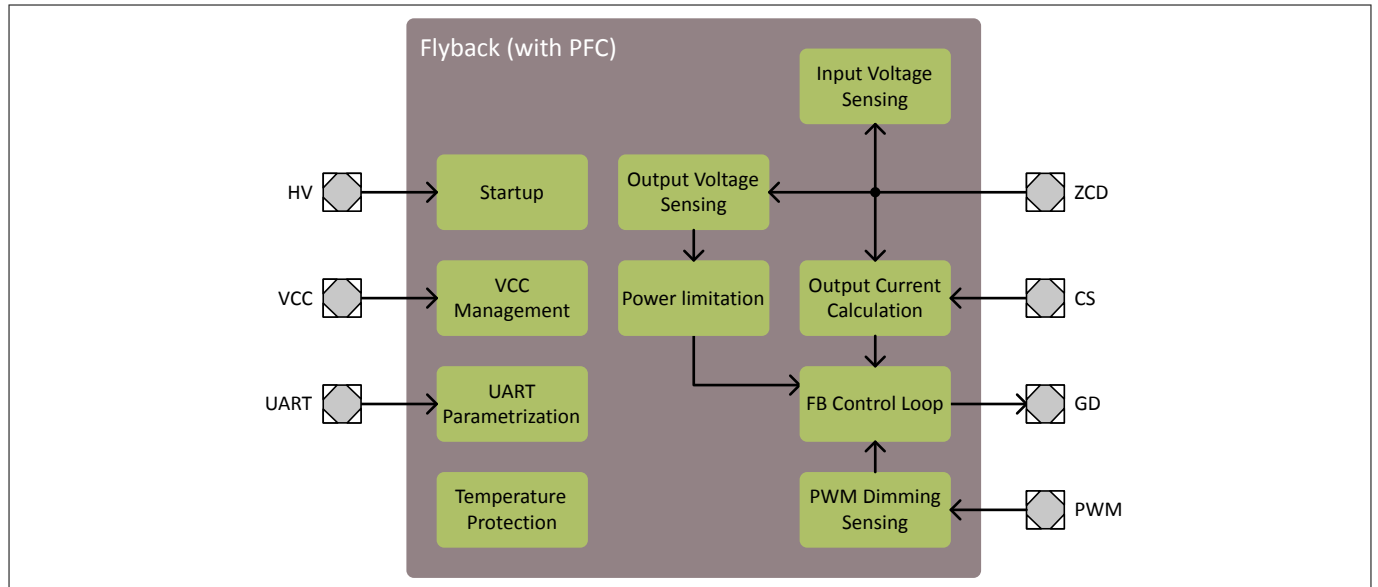 Flyback (with PFC)
Input Voltage
Sensing
HV
Startup
Output Voltage
Sensing
ZCD
VCC
VCC
Management
Power limitation
Output Current
Calculation
CS
UART
UART
Parametrization
FB Control Loop
GD
Temperature
Protection
PWM Dimming
Sensing
PWM